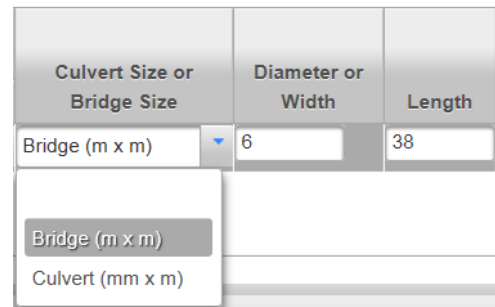 Culvert Size or
Bridge Size
Diameter or
Width
Length
Bridge (m x m)
6
38
Bridge (m x m)
Culvert (mm x m)